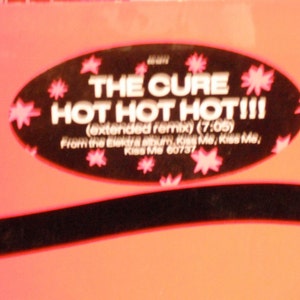 THE CURE
HOT HOT HOT!!!
(extended remix) (7:05)
From the Elektra album, Kiss Me, Kiss Me,
Kiss Me 60737